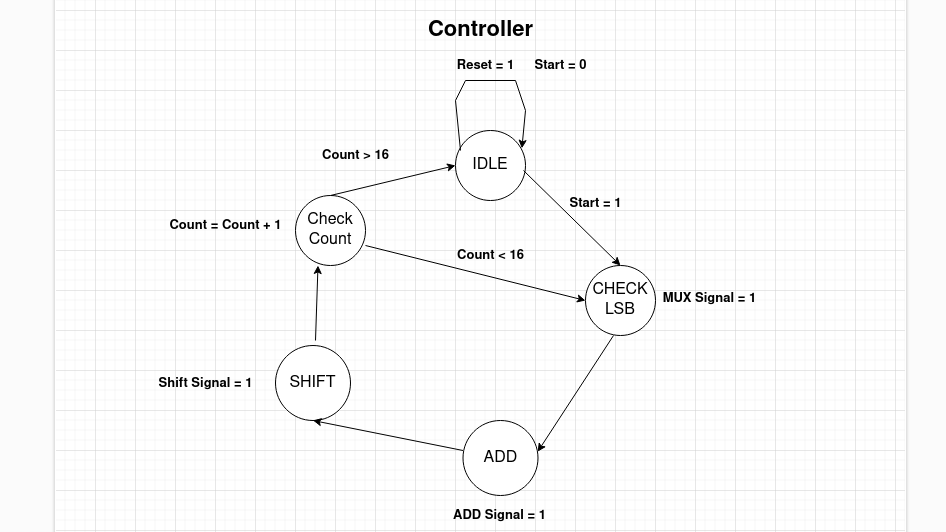 Controller
Reset = 1
Start = 0
IDLE
Count > 16
Start = 1
Check
Count
Count = Count + 1
Count < 16
CHECK
LSB
MUX Signal = 1
SHIFT
Shift Signal = 1
ADD
ADD Signal = 1